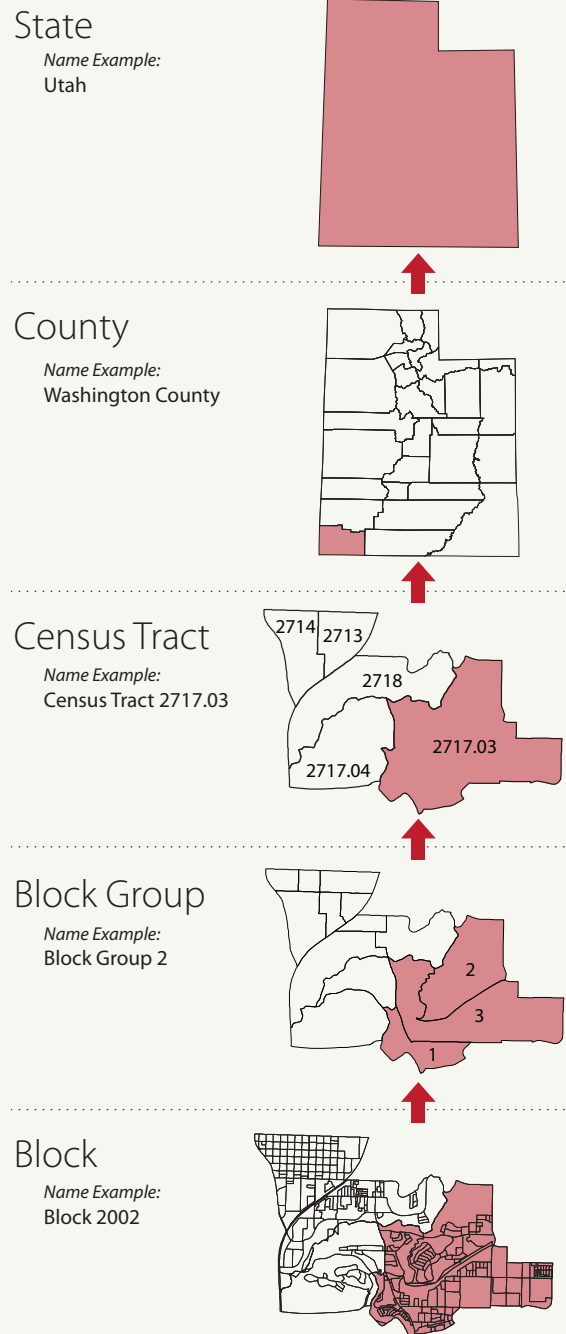 State
Name Example:
Utah
County
Name Example:
Washington County
Census Tract
Name Example:
Census Tract 2717.03
2714
2713
2718
2717.03
2717.04
Block Group
Name Example:
Block Group 2
2
3
1
Block
Name Example:
Block 2002